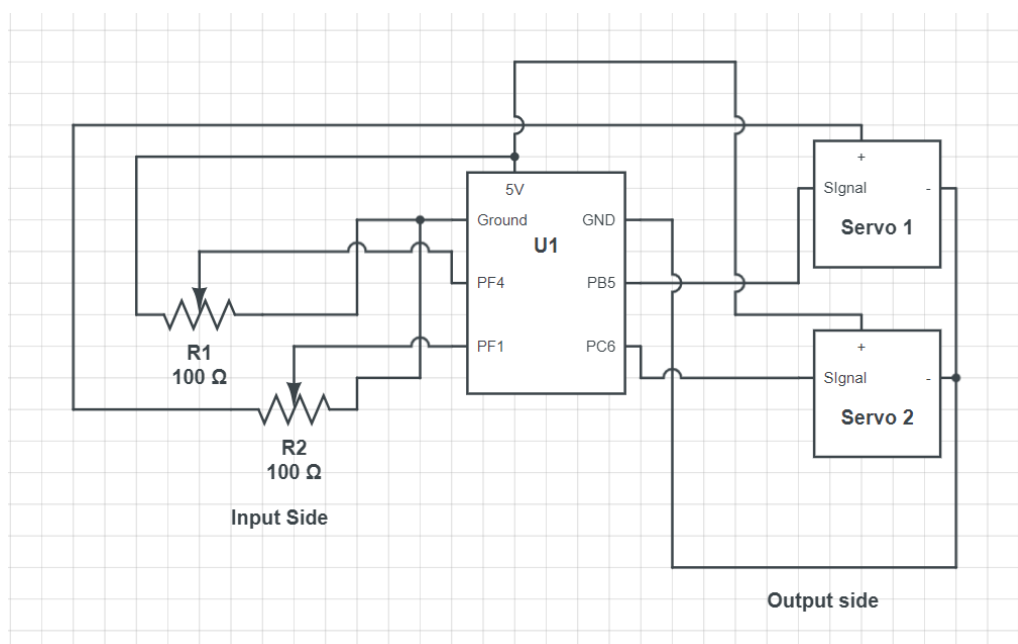 5V
Ground
GND
U1
PF4
PB5
PF1
PC6
R1
100 Ω
R2
100 Ω
Input Side
+
SIgnal
-
Servo 1
+
SIgnal
-
Servo 2
Output side